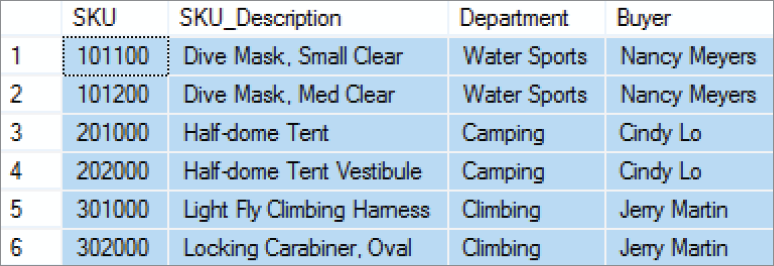 SKU SKU_Description Department Buyer
1 101100 Dive Mask, Small Clear Water Sports Nancy Meyers
2 101200 Dive Mask, Med Clear Water Sports Nancy Meyers
3 201000 Half-dome Tent Camping Cindy Lo
4 202000 Half-dome Tent Vestibule Camping Cindy Lo
5 301000 Light Fly Climbing Harness Climbing Jerry Martin
6 302000 Locking Carabiner, Oval Climbing Jerry Martin